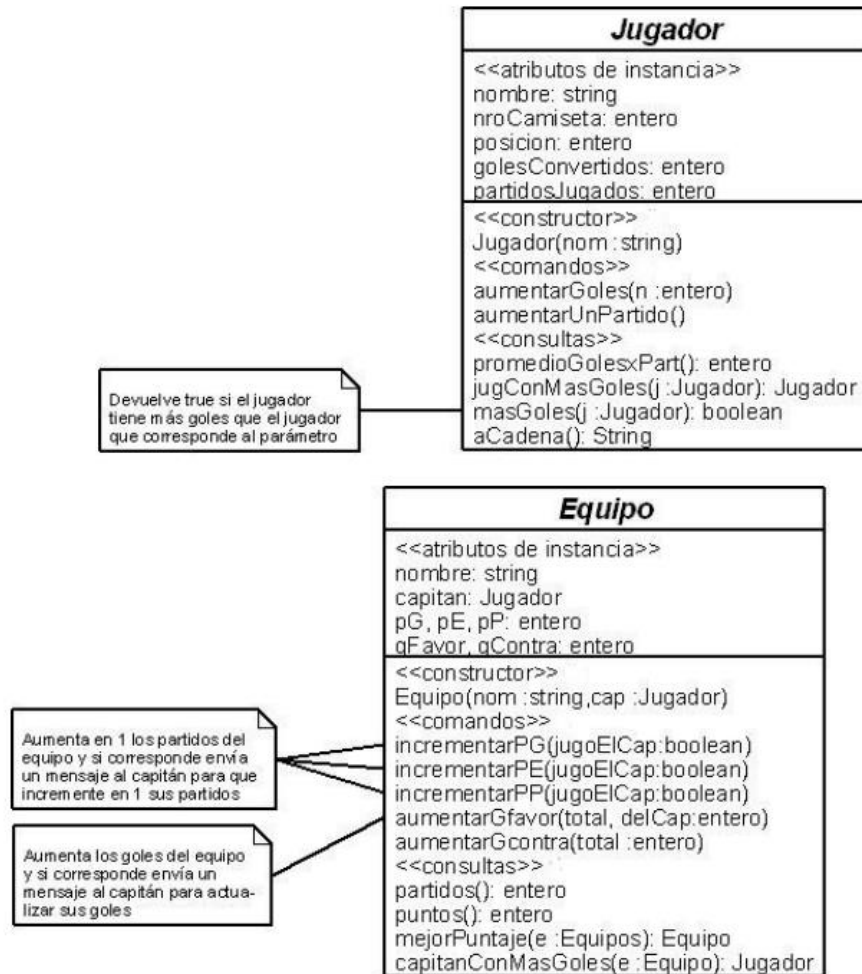 Jugador
<<atributos de instancia>>
nombre: string
nroCamiseta: entero
posicion: entero
golesConvertidos: entero
partidosJugados: entero
<<constructor>>
Jugador(nom :string)
<<comandos>>
aumentarGoles(n :entero)
aumentarUnPartido()
<<consultas>>
promedioGolesxPart(): entero
jugConMasGoles(j :Jugador): Jugador
masGoles(j :Jugador): boolean
aCadena(): String
Devuelve true si el jugador
tiene más goles que el jugador
que corresponde al parámetro
Equipo
<<atributos de instancia>>
nombre: string
capitan: Jugador
pG, pE, pP: entero
gFavor, gContra: entero
<<constructor>>
Equipo(nom :string,cap :Jugador)
<<comandos>>
incrementarPG(jugoElCap:boolean)
incrementarPE(jugoElCap:boolean)
incrementarPP(jugoElCap:boolean)
aumentarGfavor(total, delCap:entero)
aumentarGcontra(total :entero)
<<consultas>>
partidos(): entero
puntos(): entero
mejorPuntaje(e :Equipos): Equipo
capitanConMasGoles(e :Equipo): Jugador
Aumenta en 1 los partidos del
equipo y si corresponde envía
un mensaje al capitán para que
incremente en 1 sus partidos
Aumenta los goles del equipo
y si corresponde envía un
mensaje al capitán para actua-
lizar sus goles